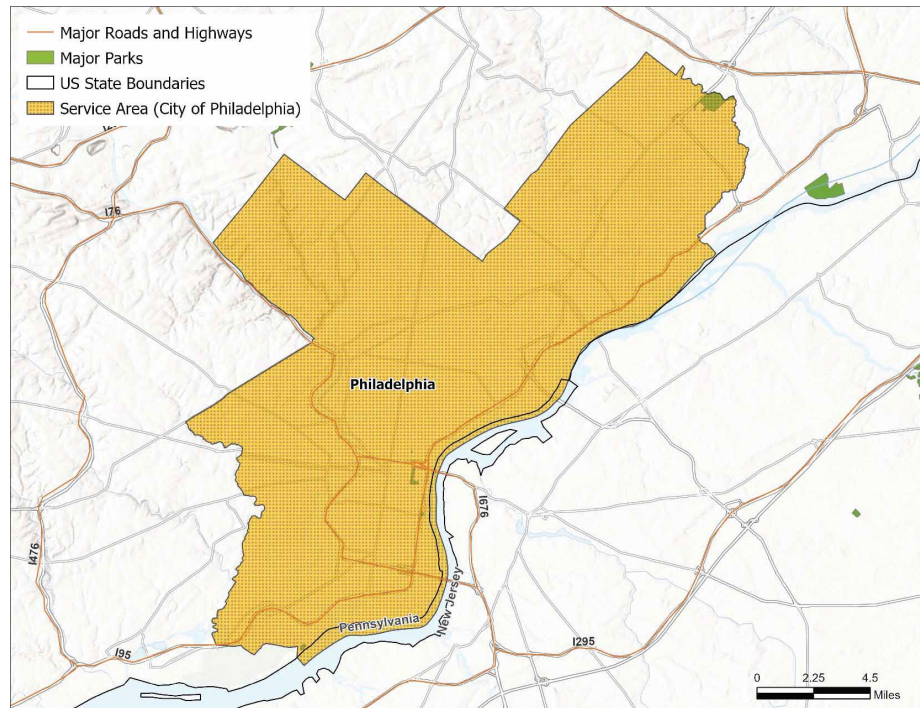 Major Roads and Highways
Major Parks
US State Boundaries
Service Area (City of Philadelphia)
I76
Philadelphia
I676
I476
New Jersey
Pennsylvania
I295
I95
0 2.25 4.5
Miles